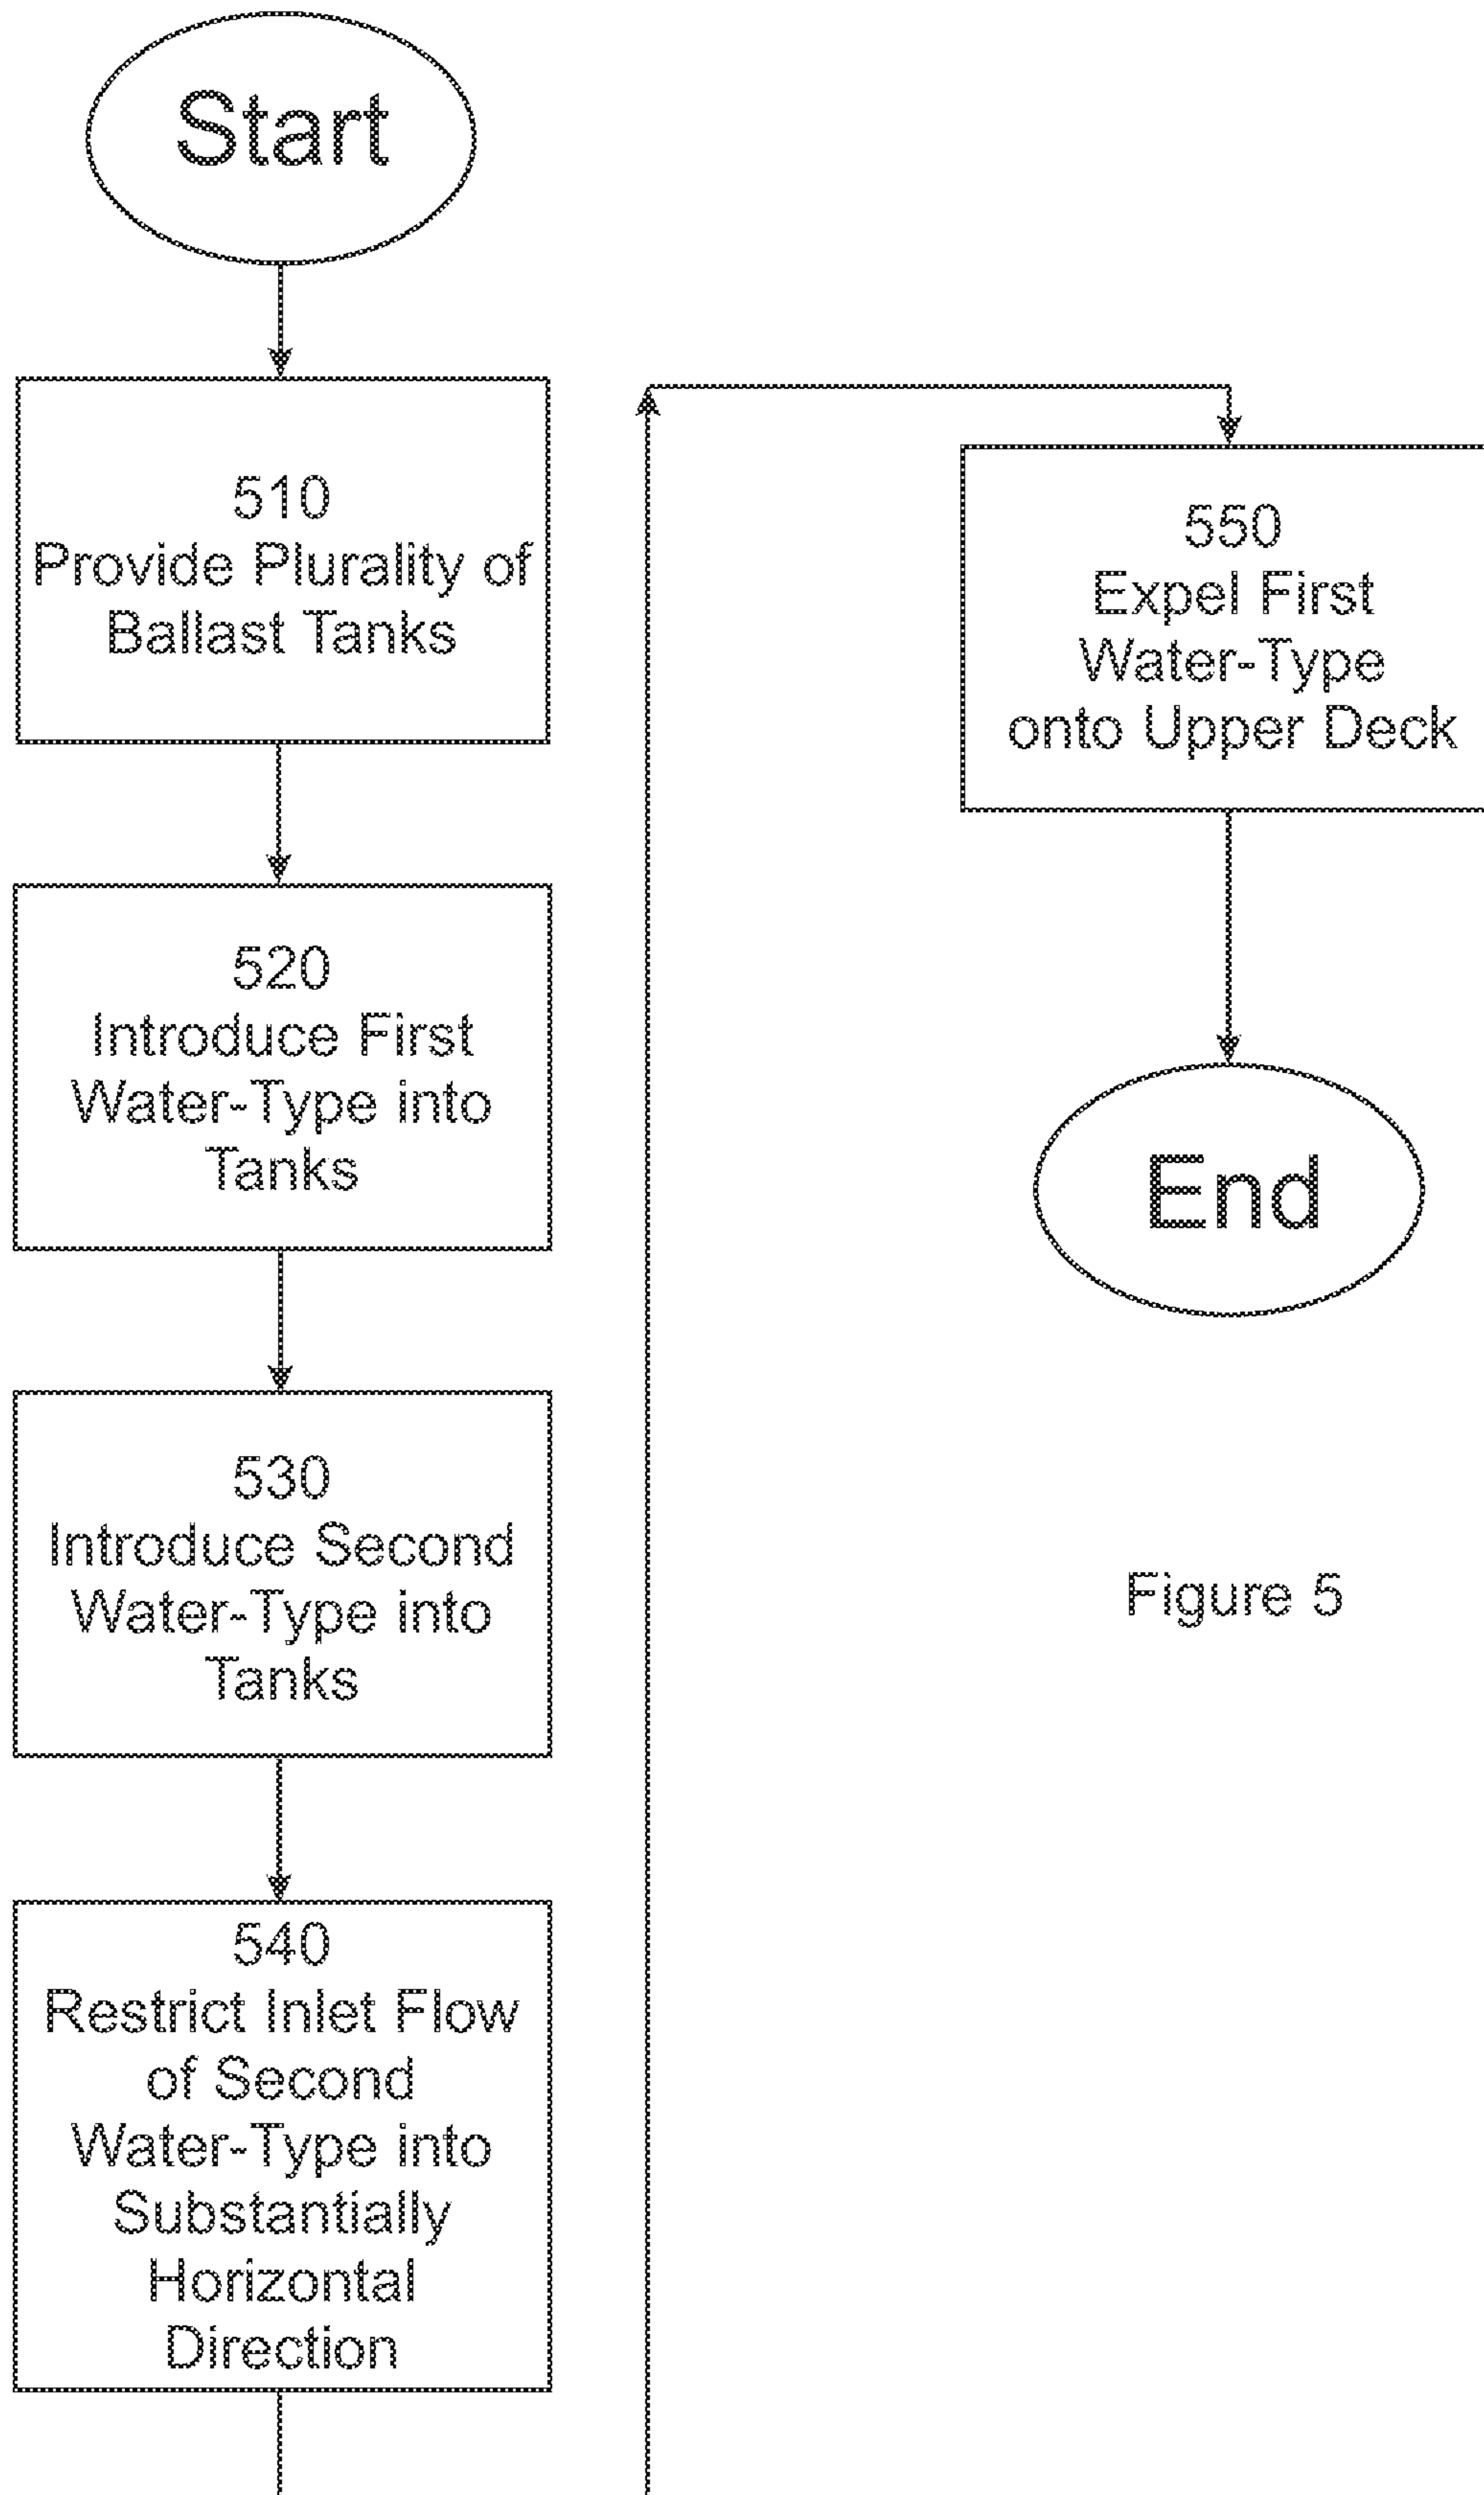 Start
510
Provide Plurality of
Ballast Tanks
520
Introduce First
Water-Type into
Tanks
530
Introduce Second
Water-Type into
Tanks
540
Restrict Inlet Flow
of Second
Water-Type into
Substantially
Horizontal
Direction
550
Expel First
Water-Type
onto Upper Deck
End
Figure 5